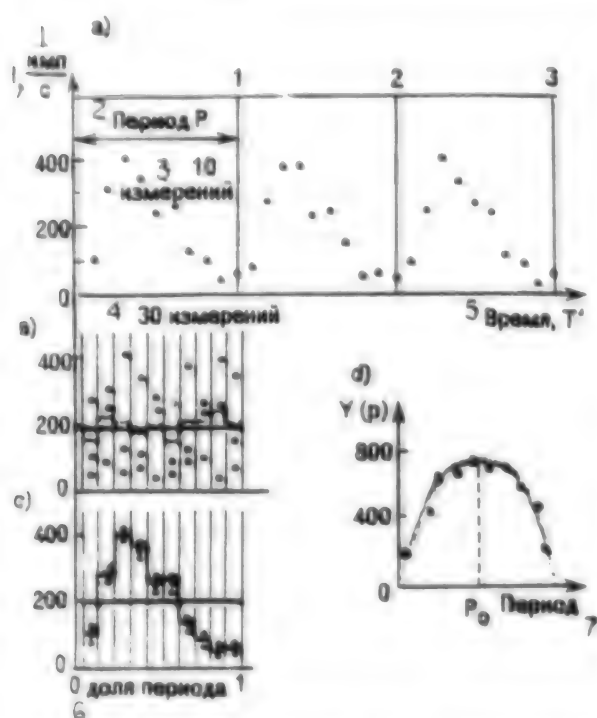 a)
1
I, имп/с
1 2 3
2 Период P
400
3 10
измерений
200
0
4 30 измерений
5 Время, T'
в)
400
200
0
c)
400
200
0
0 доля периода 1
6
d)
Y (p)
800
400
0
P₀ Период
7